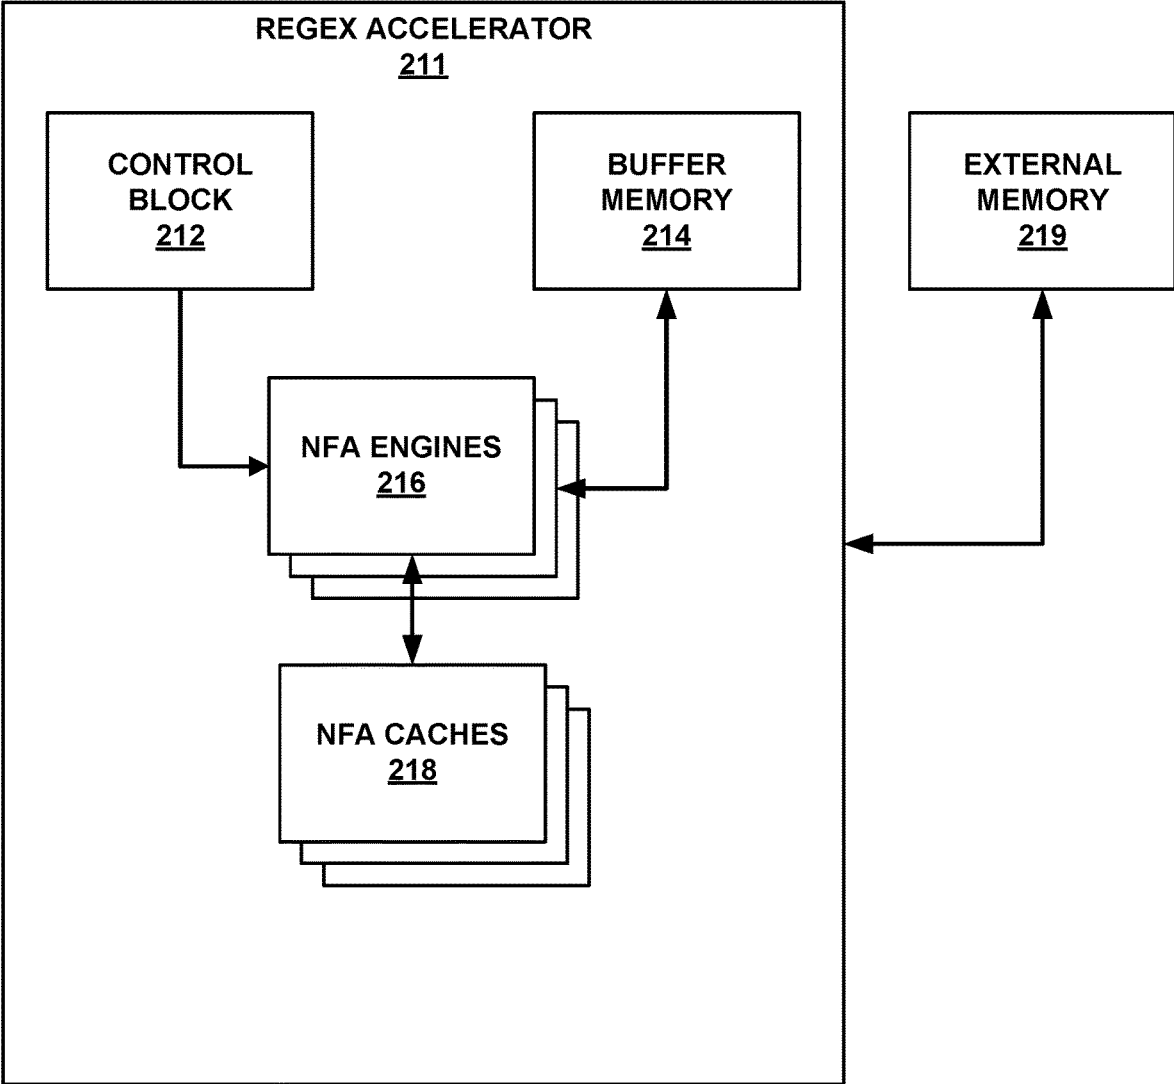 REGEX ACCELERATOR
211
CONTROL
BLOCK
212
BUFFER
MEMORY
214
EXTERNAL
MEMORY
219
NFA ENGINES
216
NFA CACHES
218